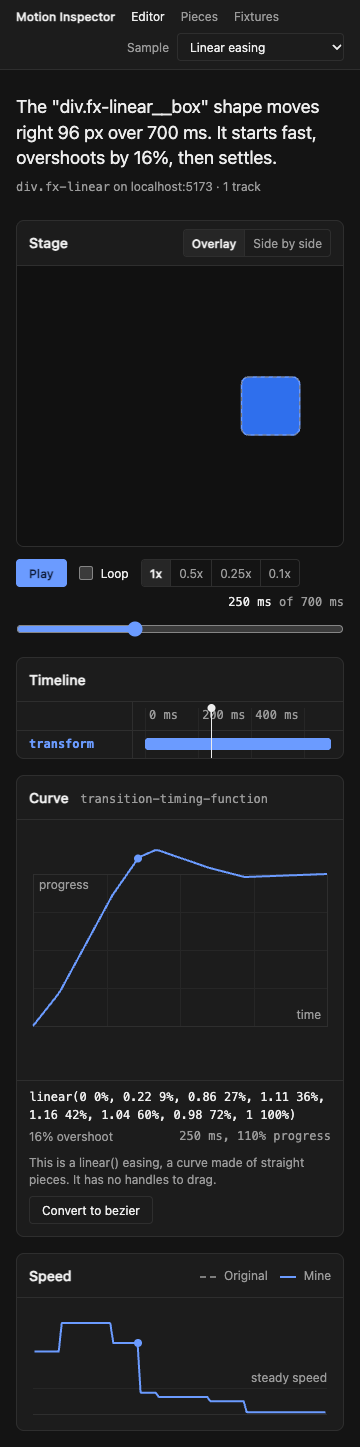 Motion Inspector Editor Pieces Fixtures
Sample Linear easing
The "div.fx-linear__box" shape moves
right 96 px over 700 ms. It starts fast,
overshoots by 16%, then settles.
div.fx-linear on localhost:5173 · 1 track
Stage Overlay Side by side
Play Loop 1x 0.5x 0.25x 0.1x
250 ms of 700 ms
Timeline
0 ms 200 ms 400 ms
transform
Curve transition-timing-function
progress
time
linear(0 0%, 0.22 9%, 0.86 27%, 1.11 36%,
1.16 42%, 1.04 60%, 0.98 72%, 1 100%)
16% overshoot 250 ms, 110% progress
This is a linear() easing, a curve made of straight
pieces. It has no handles to drag.
Convert to bezier
Speed Original Mine
steady speed